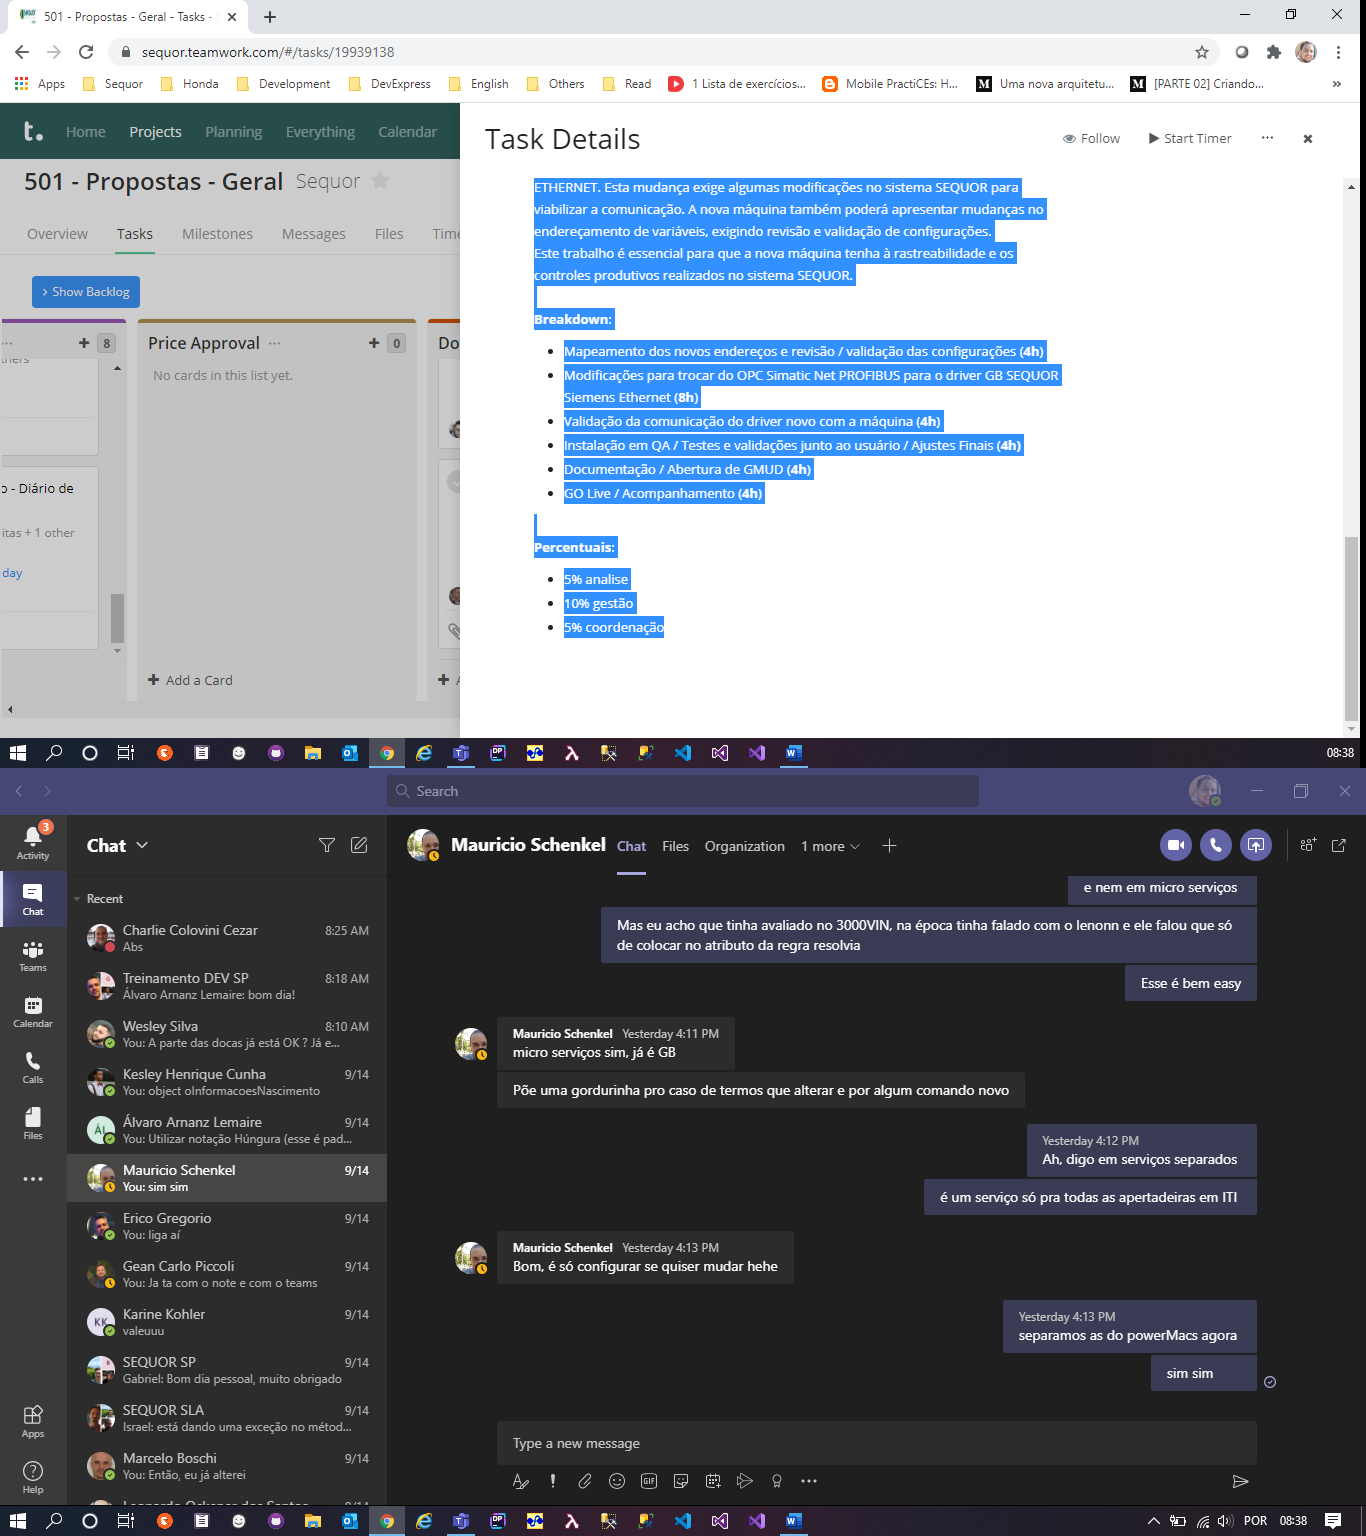 501 - Propostas - Geral - Tasks -
sequor.teamwork.com/#/tasks/19939138
Apps Sequor Honda Development DevExpress English Others Read 1 Lista de exercícios... Mobile PractiCEs: H... Uma nova arquitetu... [PARTE 02] Criando... »
t. Home Projects Planning Everything Calendar
501 - Propostas - Geral Sequor
Overview Tasks Milestones Messages Files Time
Show Backlog
8
Price Approval ... + 0
Do
No cards in this list yet.
o - Diário de
itas + 1 other
day
+ Add a Card
Task Details
Follow Start Timer ...
ETHERNET. Esta mudança exige algumas modificações no sistema SEQUOR para
viabilizar a comunicação. A nova máquina também poderá apresentar mudanças no
endereçamento de variáveis, exigindo revisão e validação de configurações.
Este trabalho é essencial para que a nova máquina tenha à rastreabilidade e os
controles produtivos realizados no sistema SEQUOR.
Breakdown:
• Mapeamento dos novos endereços e revisão / validação das configurações (4h)
• Modificações para trocar do OPC Simatic Net PROFIBUS para o driver GB SEQUOR
Siemens Ethernet (8h)
• Validação da comunicação do driver novo com a máquina (4h)
• Instalação em QA / Testes e validações junto ao usuário / Ajustes Finais (4h)
• Documentação / Abertura de GMUD (4h)
• GO Live / Acompanhamento (4h)
Percentuais:
• 5% analise
• 10% gestão
• 5% coordenação
08:38
Search
Activity 3
Chat
Teams
Calendar
Calls
Files
Apps
Help
Chat
Recent
Charlie Colovini Cezar 8:25 AM
Abs
Treinamento DEV SP 8:18 AM
Álvaro Arnanz Lemaire: bom dia!
Wesley Silva 8:10 AM
You: A parte das docas já está OK ? Já e...
Kesley Henrique Cunha 9/14
You: object oInformacoesNascimento
Álvaro Arnanz Lemaire 9/14
You: Utilizar notação Húngura (esse é pad...
Mauricio Schenkel 9/14
You: sim sim
Erico Gregorio 9/14
You: liga aí
Gean Carlo Piccoli 9/14
You: Ja ta com o note e com o teams
KK Karine Kohler 9/14
valeuuu
SEQUOR SP 9/14
Gabriel: Bom dia pessoal, muito obrigado
SEQUOR SLA 9/14
Israel: está dando uma exceção no métod...
Marcelo Boschi 9/14
You: Então, eu já alterei
Mauricio Schenkel Chat Files Organization 1 more
e nem em micro serviços
Mas eu acho que tinha avaliado no 3000VIN, na época tinha falado com o lenonn e ele falou que só
de colocar no atributo da regra resolvia
Esse é bem easy
Mauricio Schenkel Yesterday 4:11 PM
micro serviços sim, já é GB
Põe uma gordurinha pro caso de termos que alterar e por algum comando novo
Yesterday 4:12 PM
Ah, digo em serviços separados
é um serviço só pra todas as apertadeiras em ITI
Mauricio Schenkel Yesterday 4:13 PM
Bom, é só configurar se quiser mudar hehe
Yesterday 4:13 PM
separamos as do powerMacs agora
sim sim
Type a new message
GIF
POR 08:38